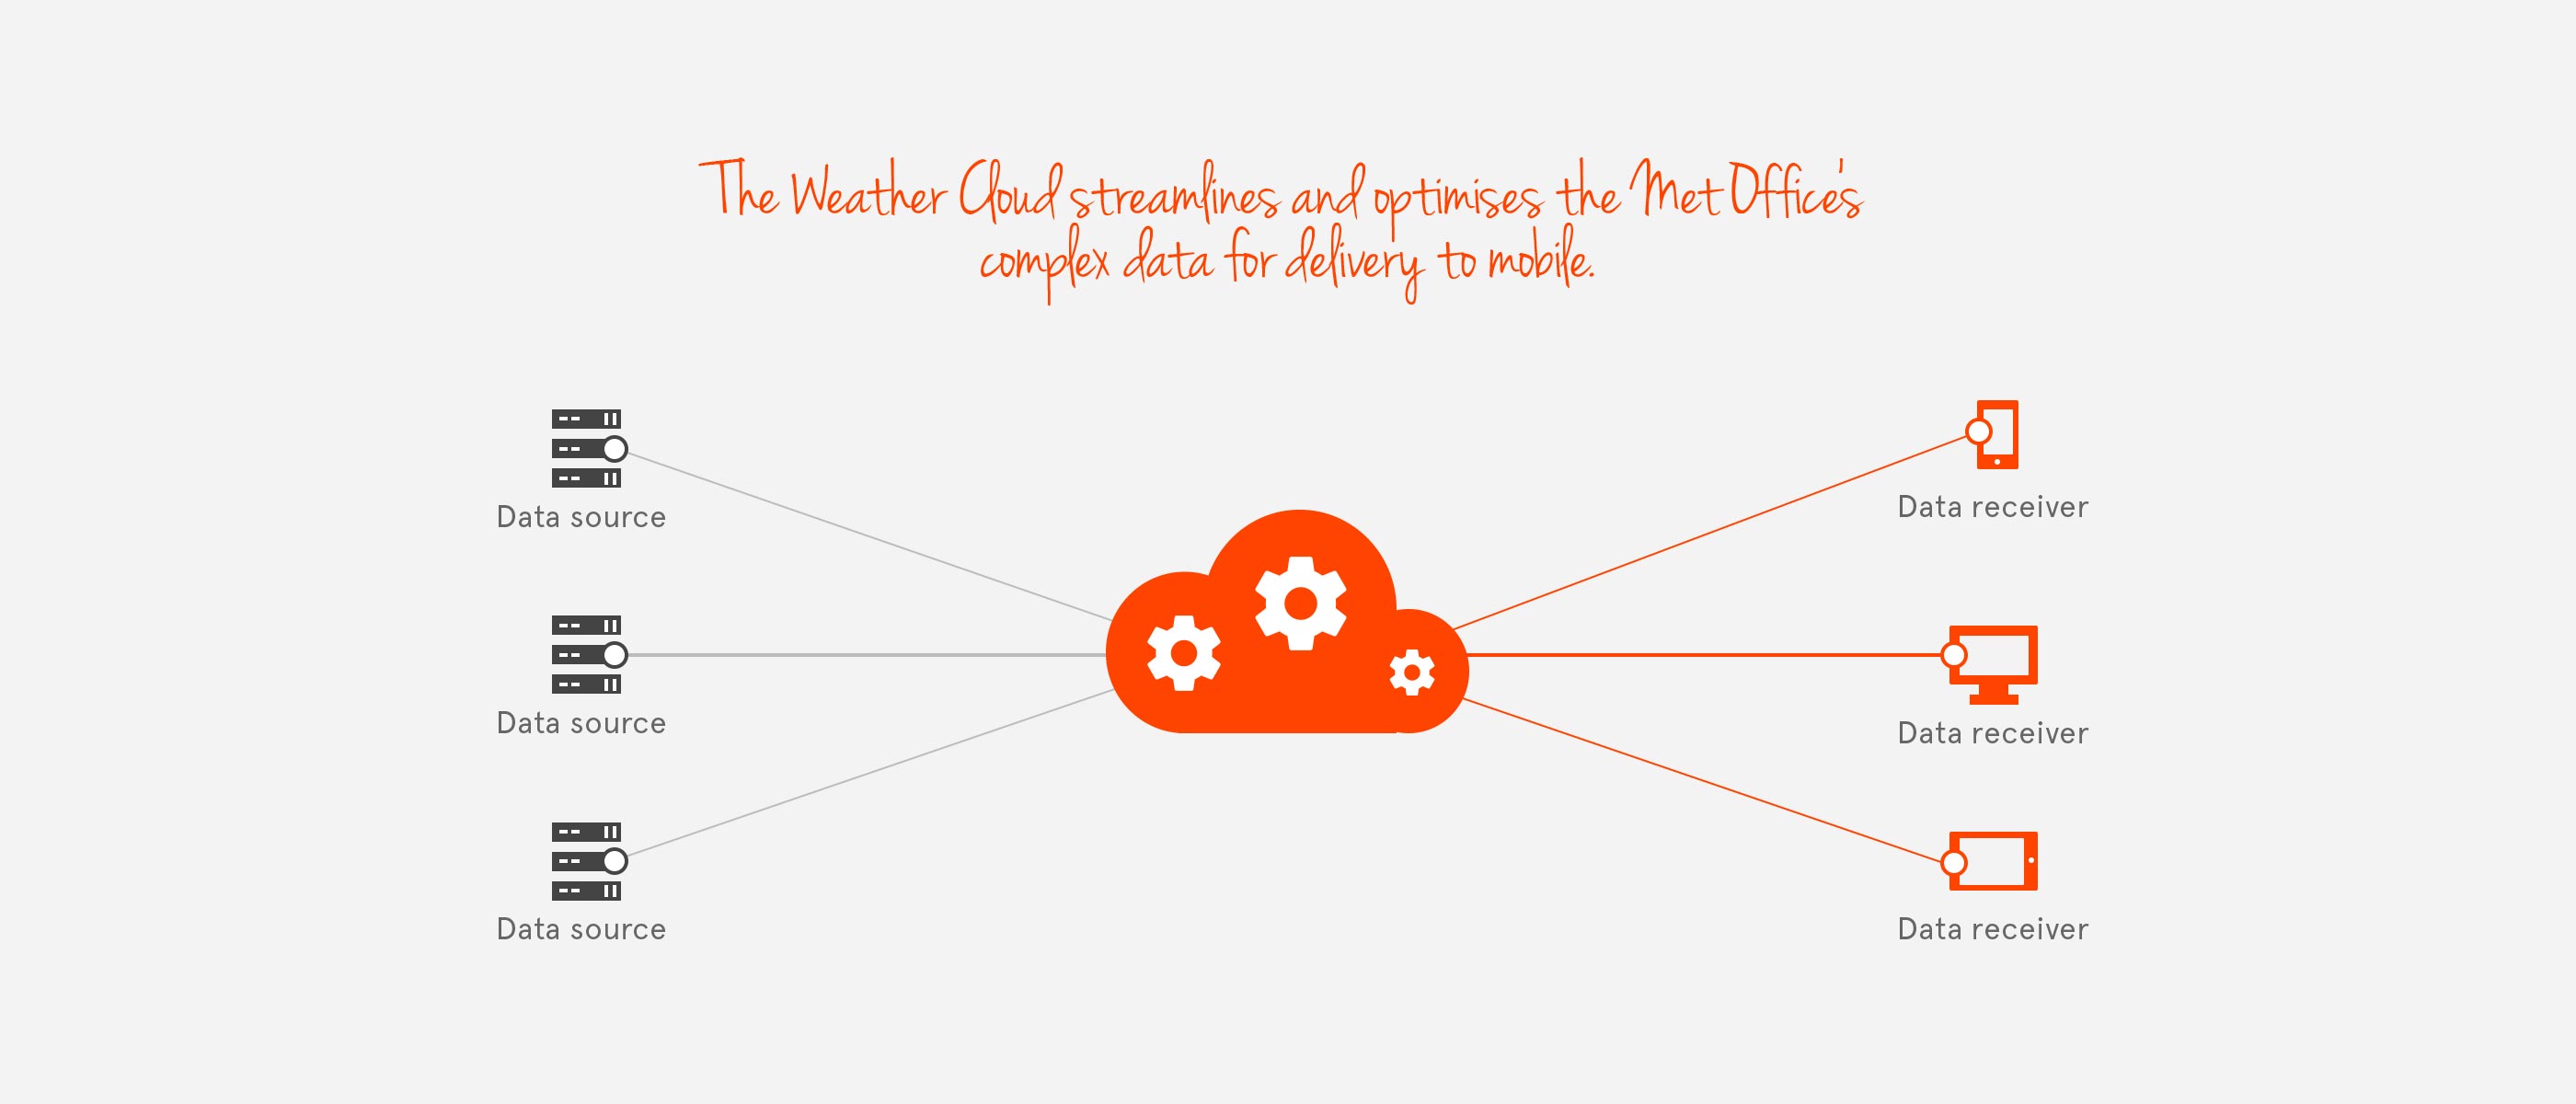 The Weather Cloud streamlines and optimises the Met Office's
complex data for delivery to mobile.
Data source
Data receiver
Data source
Data receiver
Data source
Data receiver